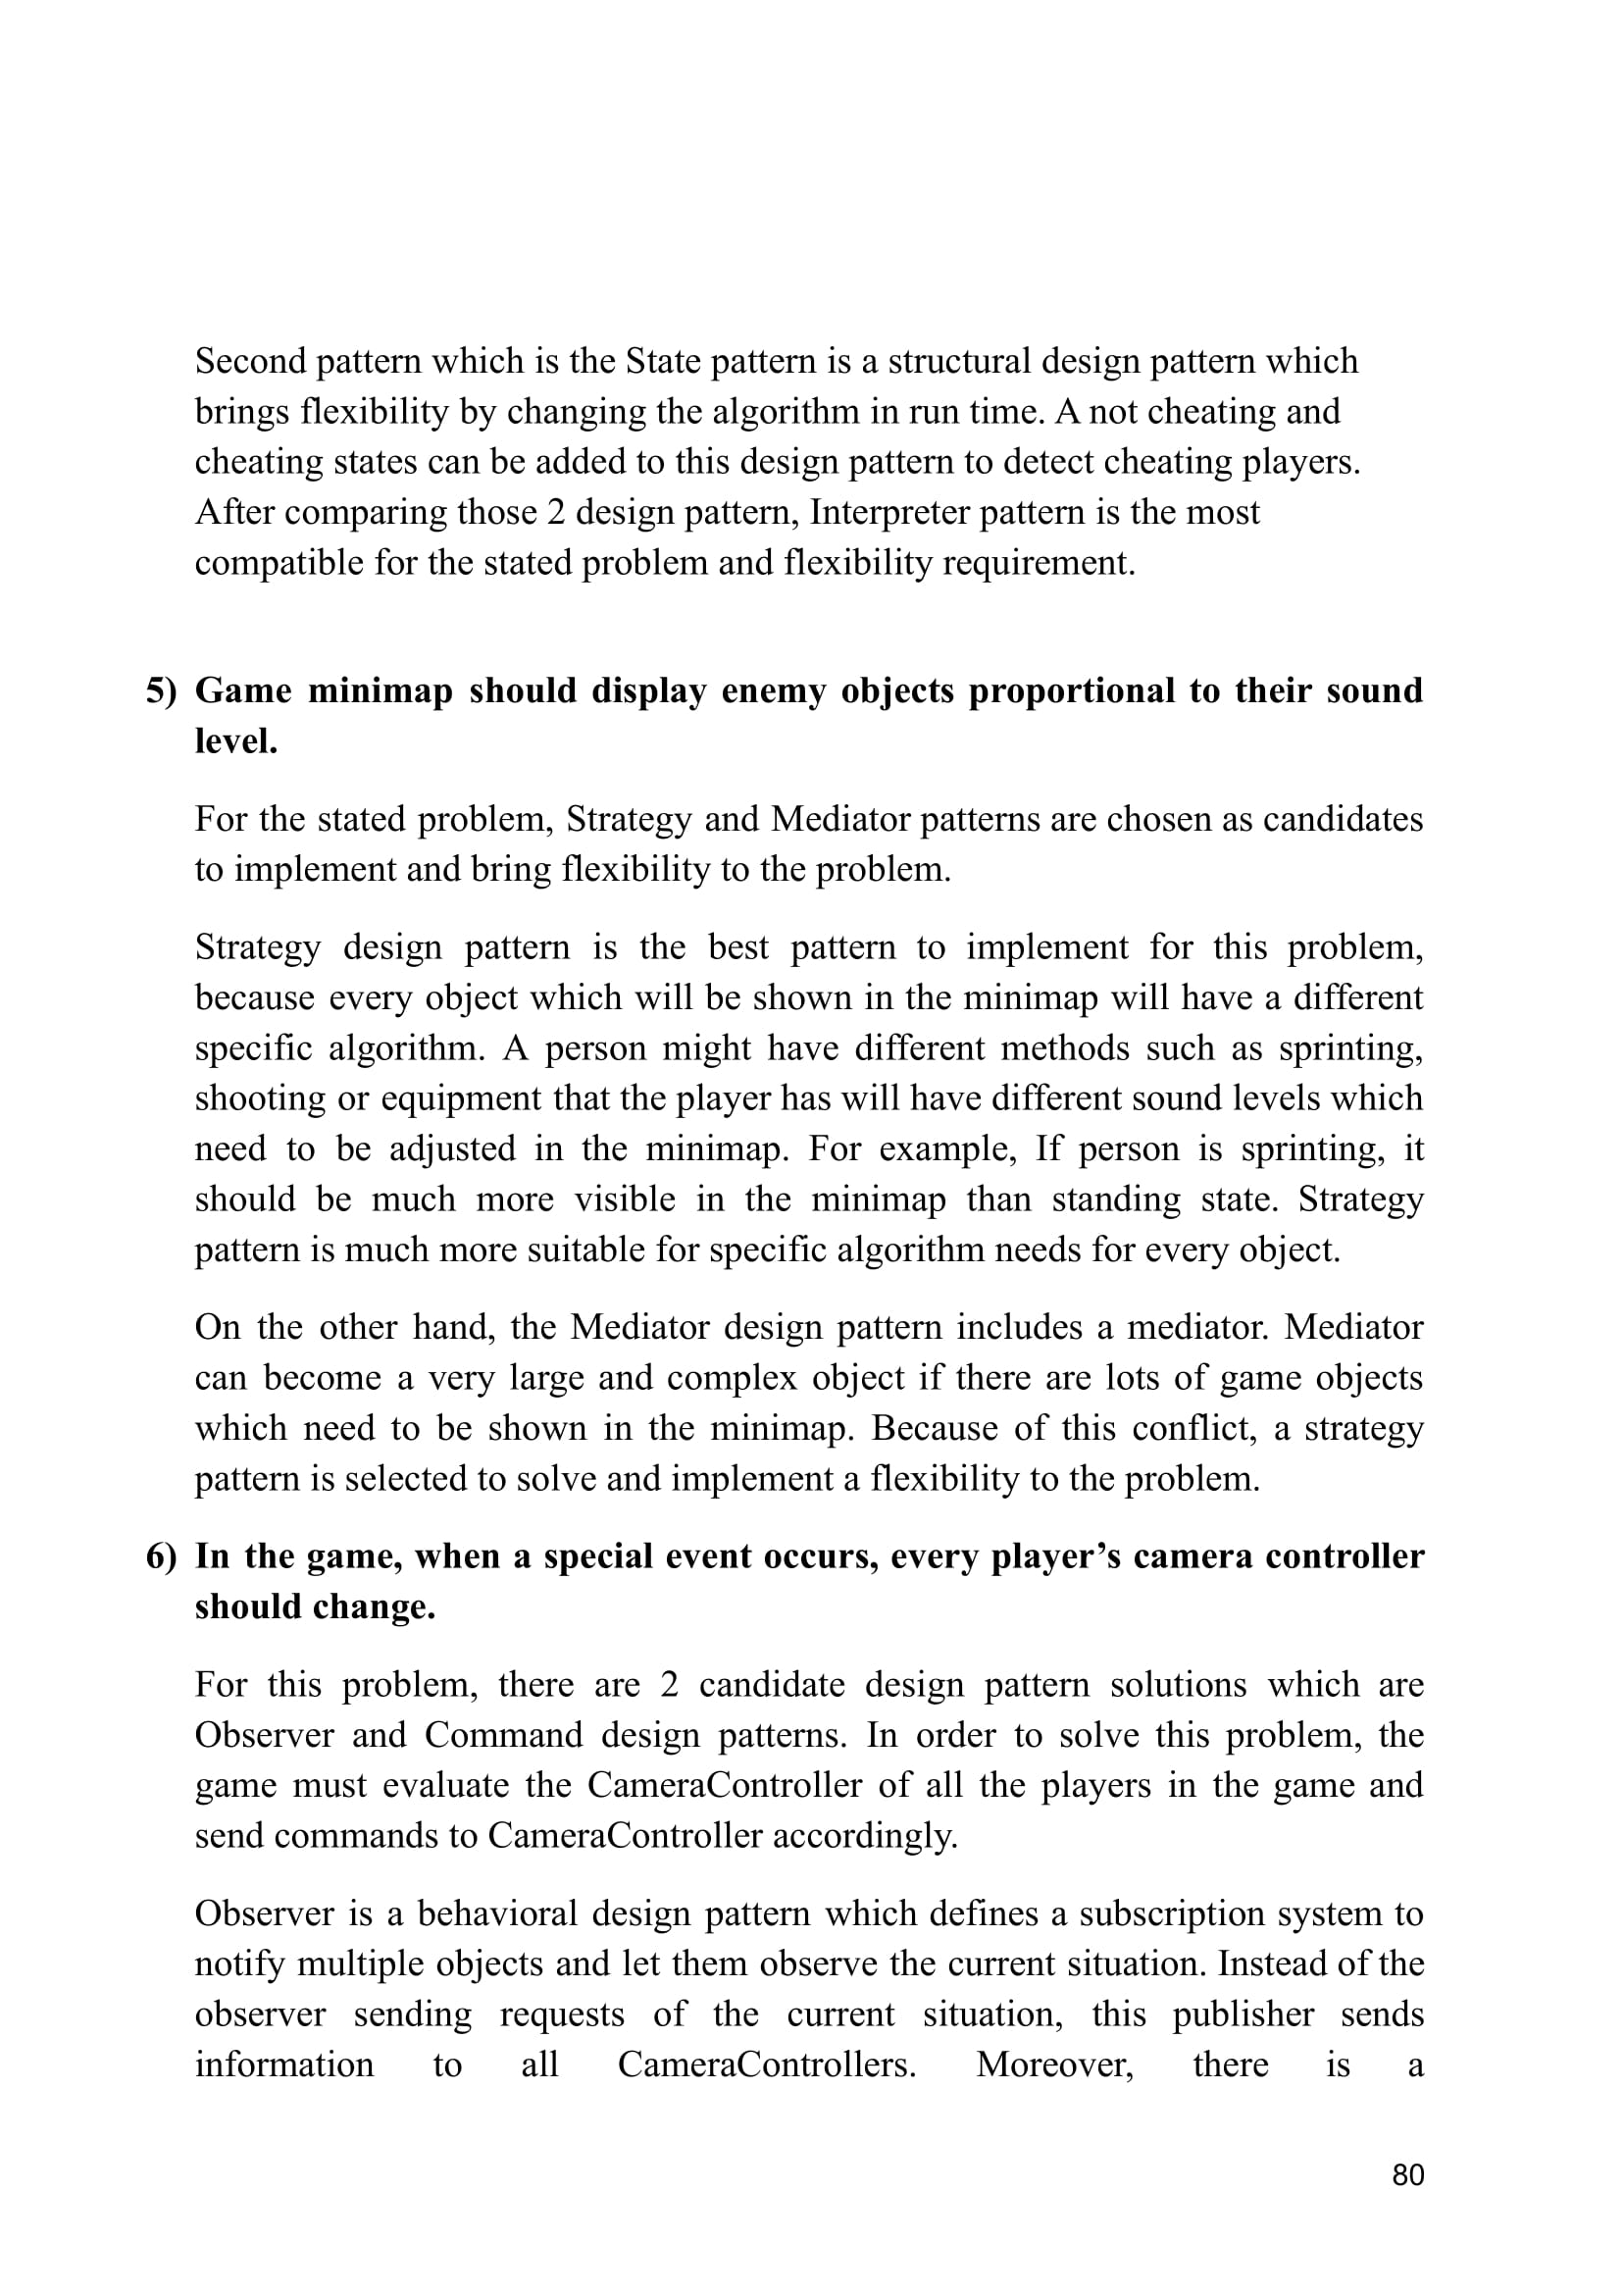 Second pattern which is the State pattern is a structural design pattern which
brings flexibility by changing the algorithm in run time. A not cheating and
cheating states can be added to this design pattern to detect cheating players.
After comparing those 2 design pattern, Interpreter pattern is the most
compatible for the stated problem and flexibility requirement.
5) Game minimap should display enemy objects proportional to their sound
level.
For the stated problem, Strategy and Mediator patterns are chosen as candidates
to implement and bring flexibility to the problem.
Strategy design pattern is the best pattern to implement for this problem,
because every object which will be shown in the minimap will have a different
specific algorithm. A person might have different methods such as sprinting,
shooting or equipment that the player has will have different sound levels which
need to be adjusted in the minimap. For example, If person is sprinting, it
should be much more visible in the minimap than standing state. Strategy
pattern is much more suitable for specific algorithm needs for every object.
On the other hand, the Mediator design pattern includes a mediator. Mediator
can become a very large and complex object if there are lots of game objects
which need to be shown in the minimap. Because of this conflict, a strategy
pattern is selected to solve and implement a flexibility to the problem.
6) In the game, when a special event occurs, every player’s camera controller
should change.
For this problem, there are 2 candidate design pattern solutions which are
Observer and Command design patterns. In order to solve this problem, the
game must evaluate the CameraController of all the players in the game and
send commands to CameraController accordingly.
Observer is a behavioral design pattern which defines a subscription system to
notify multiple objects and let them observe the current situation. Instead of the
observer sending requests of the current situation, this publisher sends
information to all CameraControllers. Moreover, there is a
80